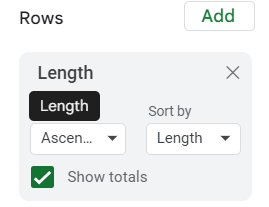 Rows Add
Length
Length
Sort by
Ascen... Length
Show totals